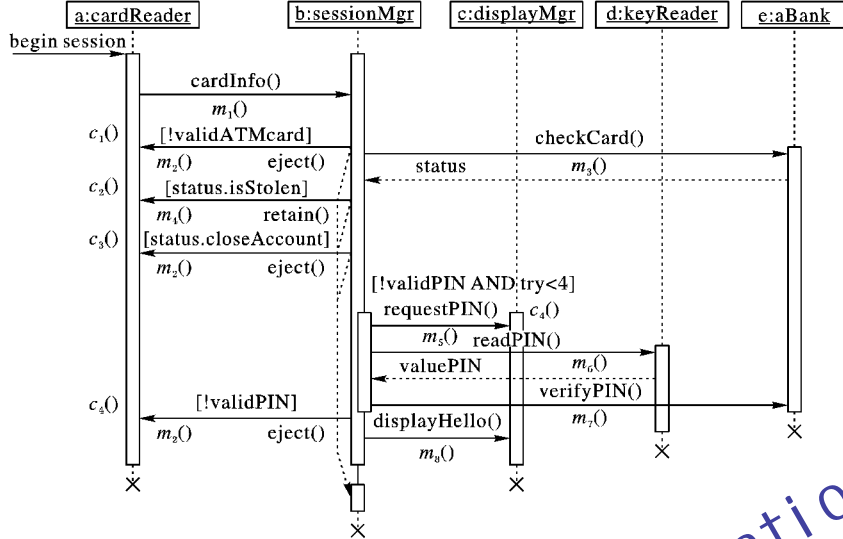 a:cardReader b:sessionMgr c:displayMgr d:keyReader e:aBank
begin session
cardInfo()
m₁()
c₁() [!validATMcard] checkCard()
m₂() eject() status m₃()
c₂() [status.isStolen]
m₄() retain()
c₃() [status.closeAccount]
m₂() eject()
[!validPIN AND try<4]
requestPIN() c₄()
m₅() readPIN()
valuePIN m₆()
c₄() [!validPIN] verifyPIN()
m₂() eject() displayHello() m₇()
m₈()